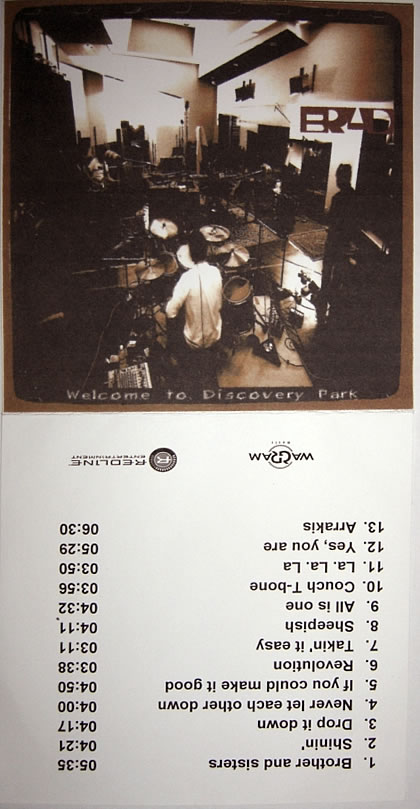 BRAD
Welcome to Discovery Park
1. Brother and sisters 05:35
2. Shinin' 04:21
3. Drop it down 04:17
4. Never let each other down 04:00
5. If you could make it good 04:50
6. Revolution 03:38
7. Takin' it easy 03:11
8. Sheepish 04:11
9. All is one 04:32
10. Couch T-bone 03:56
11. La. La. La 03:50
12. Yes, you are 05:29
13. Arrakis 06:30
WAGRAM
MUSIC
REDLINE
ENTERTAINMENT